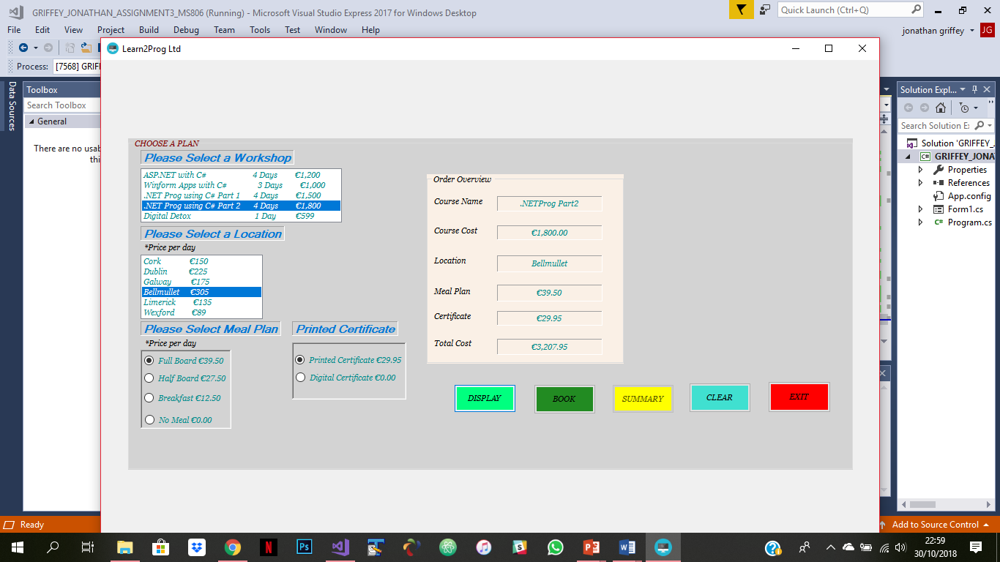 GRIFFEY_JONATHAN_ASSIGNMENT3_MS806 (Running) - Microsoft Visual Studio Express 2017 for Windows Desktop
Quick Launch (Ctrl+Q)
File Edit View Project Build Debug Team Tools Test Window Help
jonathan griffey JG
Process: [7568] GRIFI
Learn2Prog Ltd
Data Sources
Toolbox
Search Toolbox
General
There are no usab
thi
CHOOSE A PLAN
Please Select a Workshop
ASP.NET with C# 4 Days €1,200
Winform Apps with C# 3 Days €1,000
.NET Prog using C# Part 1 4 Days €1,500
.NET Prog using C# Part 2 4 Days €1,800
Digital Detox 1 Day €599
Please Select a Location
*Price per day
Cork €150
Dublin €225
Galway €175
Bellmullet €305
Limerick €135
Wexford €89
Please Select Meal Plan
*Price per day
Full Board €39.50
Half Board €27.50
Breakfast €12.50
No Meal €0.00
Printed Certificate
Printed Certificate €29.95
Digital Certificate €0.00
Order Overview
Course Name .NETProg Part2
Course Cost €1,800.00
Location Bellmullet
Meal Plan €39.50
Certificate €29.95
Total Cost €3,207.95
DISPLAY BOOK SUMMARY CLEAR EXIT
Solution Expl...
Search Solution E
Solution 'GRIFFEY_
C# GRIFFEY_JONA
Properties
References
App.config
Form1.cs
C# Program.cs
Ready
Add to Source Control
22:59
30/10/2018